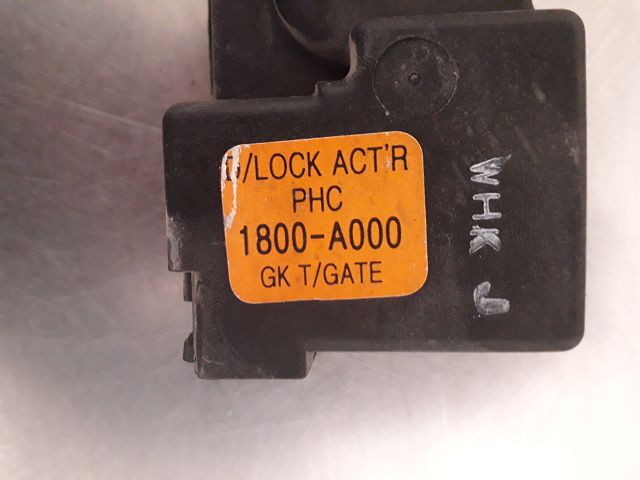 D/LOCK ACT'R
PHC
1800-A000
GK T/GATE
WHK J